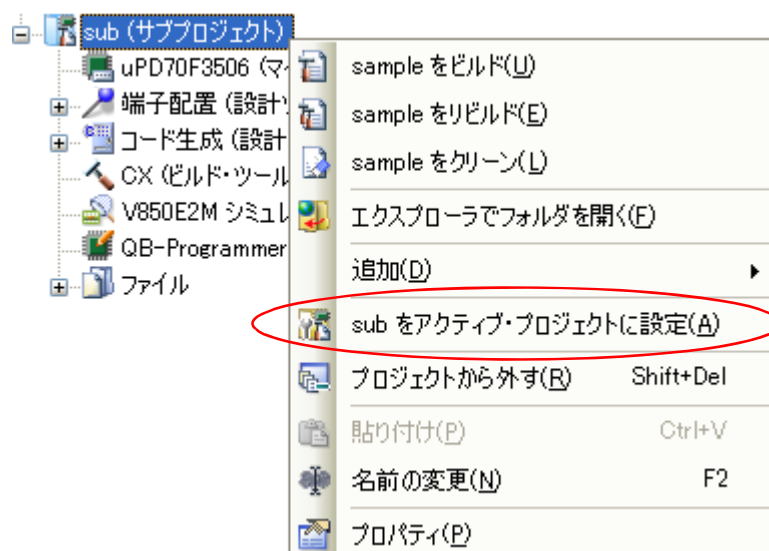 sub (サブプロジェクト)
uPD70F3506 (マ
端子配置 (設計
コード生成 (設計
CX (ビルド・ツール
V850E2M シミュレ
QB-Programmer
ファイル
sample をビルド(U)
sample をリビルド(E)
sample をクリーン(L)
エクスプローラでフォルダを開く(F)
追加(D)
sub をアクティブ・プロジェクトに設定(A)
プロジェクトから外す(R) Shift+Del
貼り付け(P) Ctrl+V
名前の変更(N) F2
プロパティ(P)